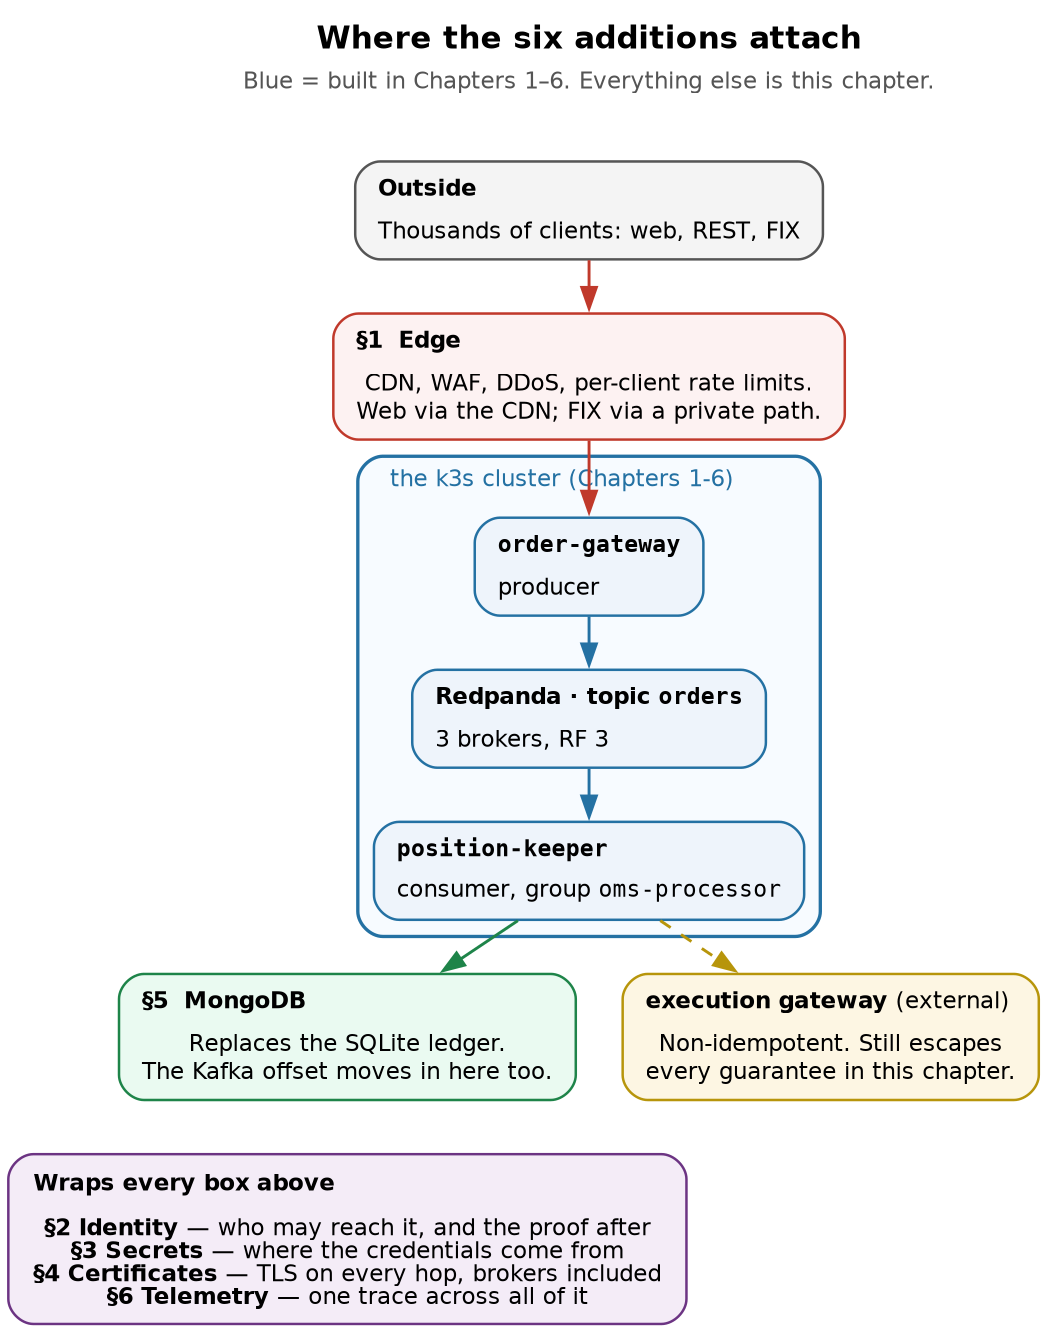 Where the six additions attach
Blue = built in Chapters 1–6. Everything else is this chapter.
Outside
Thousands of clients: web, REST, FIX
§1 Edge
CDN, WAF, DDoS, per-client rate limits.
Web via the CDN; FIX via a private path.
the k3s cluster (Chapters 1-6)
order-gateway
producer
Redpanda · topic orders
3 brokers, RF 3
position-keeper
consumer, group oms-processor
§5 MongoDB
Replaces the SQLite ledger.
The Kafka offset moves in here too.
execution gateway (external)
Non-idempotent. Still escapes
every guarantee in this chapter.
Wraps every box above
§2 Identity — who may reach it, and the proof after
§3 Secrets — where the credentials come from
§4 Certificates — TLS on every hop, brokers included
§6 Telemetry — one trace across all of it